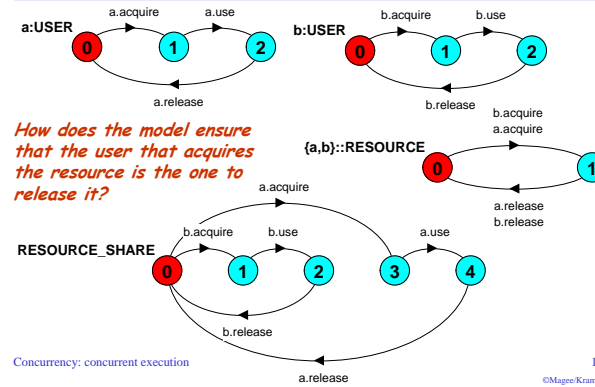 a.acquire
a.use
a:USER
0
1
2
a.release
b.acquire
b.use
b:USER
0
1
2
b.release
How does the model ensure
that the user that acquires
the resource is the one to
release it?
b.acquire
a.acquire
{a,b}::RESOURCE
0
1
a.release
b.release
a.acquire
b.acquire
b.use
a.use
RESOURCE_SHARE
0
1
2
3
4
b.release
a.release
Concurrency: concurrent execution
1
©Magee/Kram